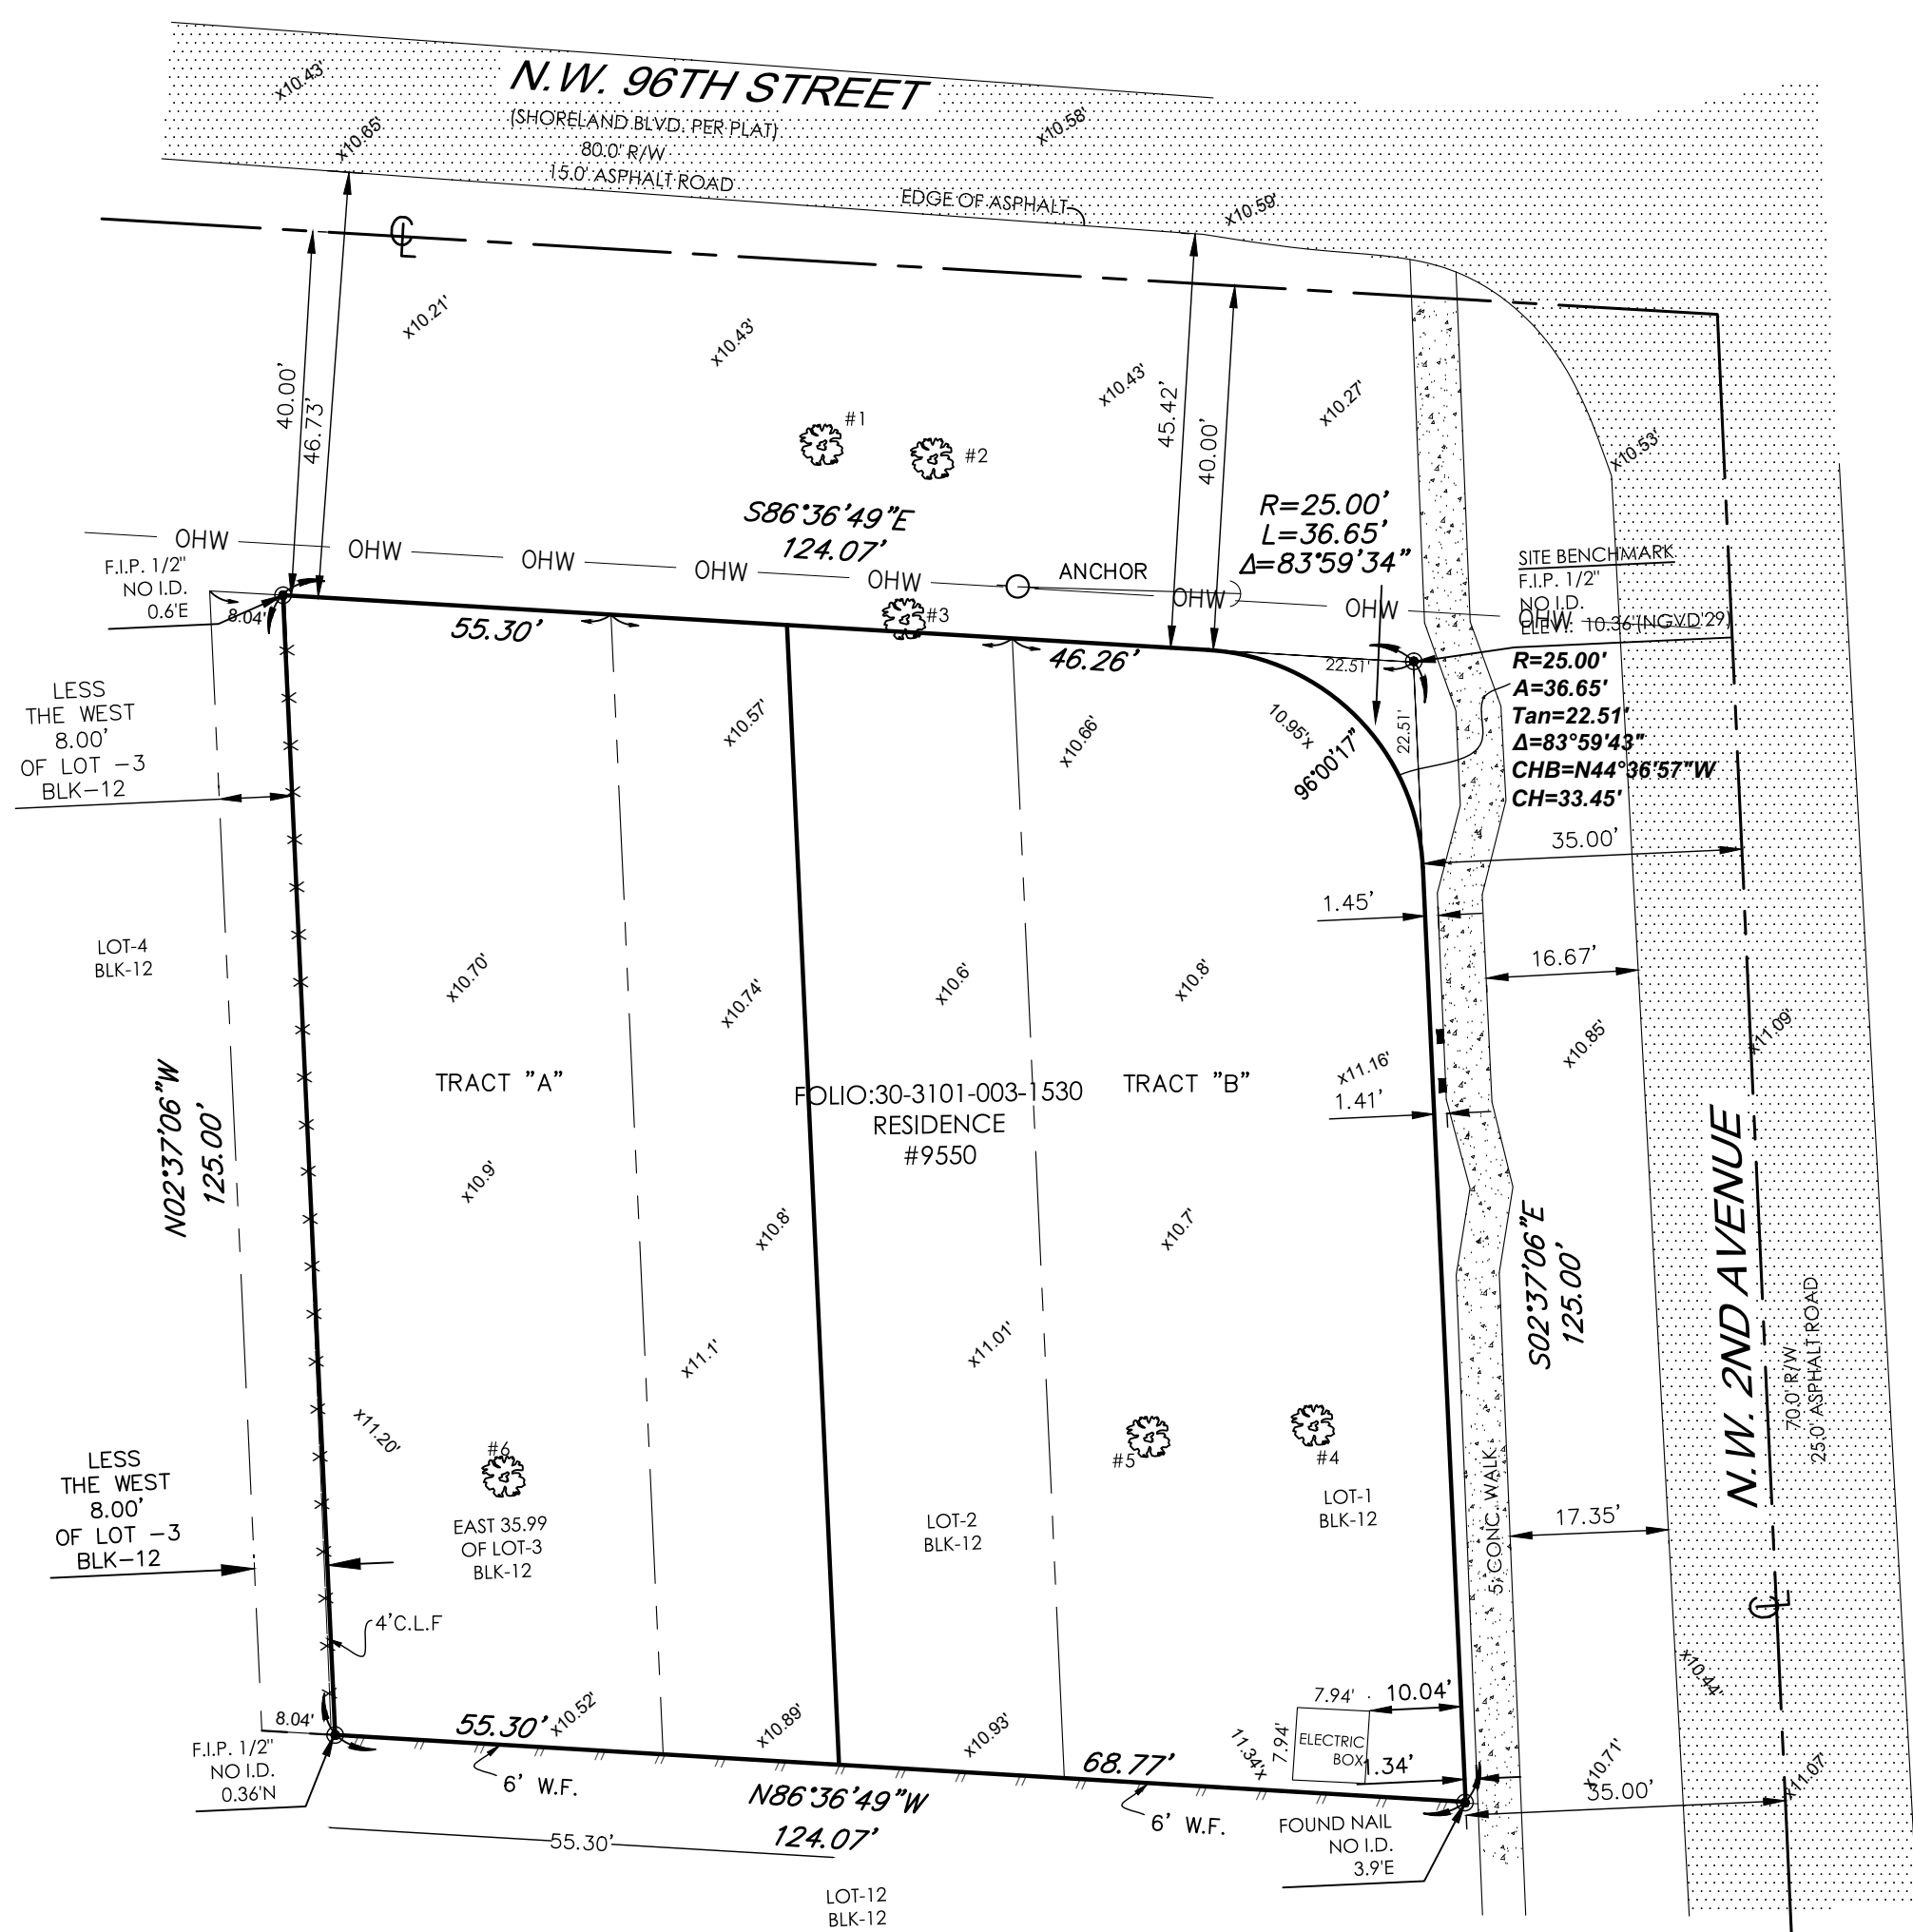 x10.43'
N.W. 96TH STREET
(SHORELAND BLVD. PER PLAT)
x10.65'
x10.58'
80.0' R/W
15.0' ASPHALT ROAD
EDGE OF ASPHALT
x10.59'
CL
40.00'
46.73'
x10.21'
x10.43'
x10.43'
45.42'
40.00'
x10.27'
x10.53'
#1
#2
S86°36'49"E
124.07'
R=25.00'
L=36.65'
Δ=83°59'34"
OHW
OHW
OHW
OHW
OHW
ANCHOR
OHW
OHW
OHW
F.I.P. 1/2"
NO I.D.
0.6'E
8.04'
SITE BENCHMARK
F.I.P. 1/2"
NO I.D.
ELEV. 10.36'(NGVD'29)
#3
55.30'
46.26'
22.51'
22.51'
R=25.00'
A=36.65'
Tan=22.51'
Δ=83°59'43"
CHB=N44°36'57"W
CH=33.45'
LESS
THE WEST
8.00'
OF LOT -3
BLK-12
x10.57'
x10.66'
10.95'x
96°00'17"
35.00'
1.45'
LOT-4
BLK-12
x10.70'
x10.74'
x10.6'
x10.8'
16.67'
x10.85'
x11.09'
N02°37'06"W
125.00'
TRACT "A"
FOLIO:30-3101-003-1530
RESIDENCE
#9550
TRACT "B"
x11.16'
1.41'
x10.9'
x10.8'
x10.7'
S02°37'06"E
125.00'
N.W. 2ND AVENUE
70.0' R/W
25.0' ASPHALT ROAD
x11.1'
x11.01'
x11.20'
#6
#5
#4
LESS
THE WEST
8.00'
OF LOT -3
BLK-12
EAST 35.99
OF LOT-3
BLK-12
LOT-2
BLK-12
LOT-1
BLK-12
5' CONC. WALK
17.35'
CL
4'C.L.F
x10.44'
8.04'
55.30'
x10.52'
x10.89'
x10.93'
7.94'
10.04'
7.94'
11.34'x
ELECTRIC
BOX
1.34'
68.77'
x10.71'
x11.07'
35.00'
F.I.P. 1/2"
NO I.D.
0.36'N
6' W.F.
N86°36'49"W
124.07'
6' W.F.
55.30'
FOUND NAIL
NO I.D.
3.9'E
LOT-12
BLK-12